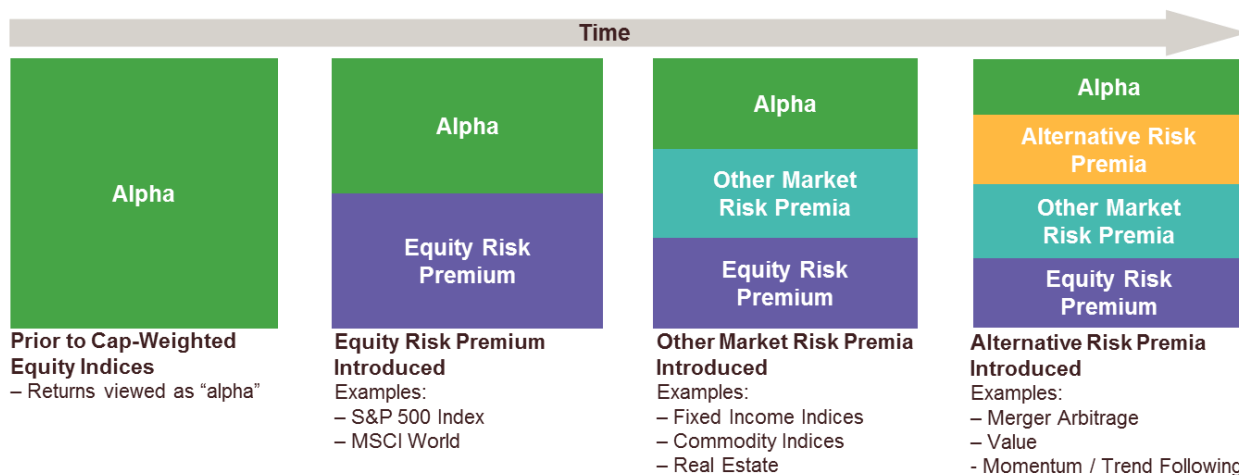 Time
Alpha
Prior to Cap-Weighted
Equity Indices
– Returns viewed as “alpha”
Alpha
Equity Risk
Premium
Equity Risk Premium
Introduced
Examples:
– S&P 500 Index
– MSCI World
Alpha
Other Market
Risk Premia
Equity Risk
Premium
Other Market Risk Premia
Introduced
Examples:
– Fixed Income Indices
– Commodity Indices
– Real Estate
Alpha
Alternative Risk
Premia
Other Market
Risk Premia
Equity Risk
Premium
Alternative Risk Premia
Introduced
Examples:
– Merger Arbitrage
– Value
- Momentum / Trend Following